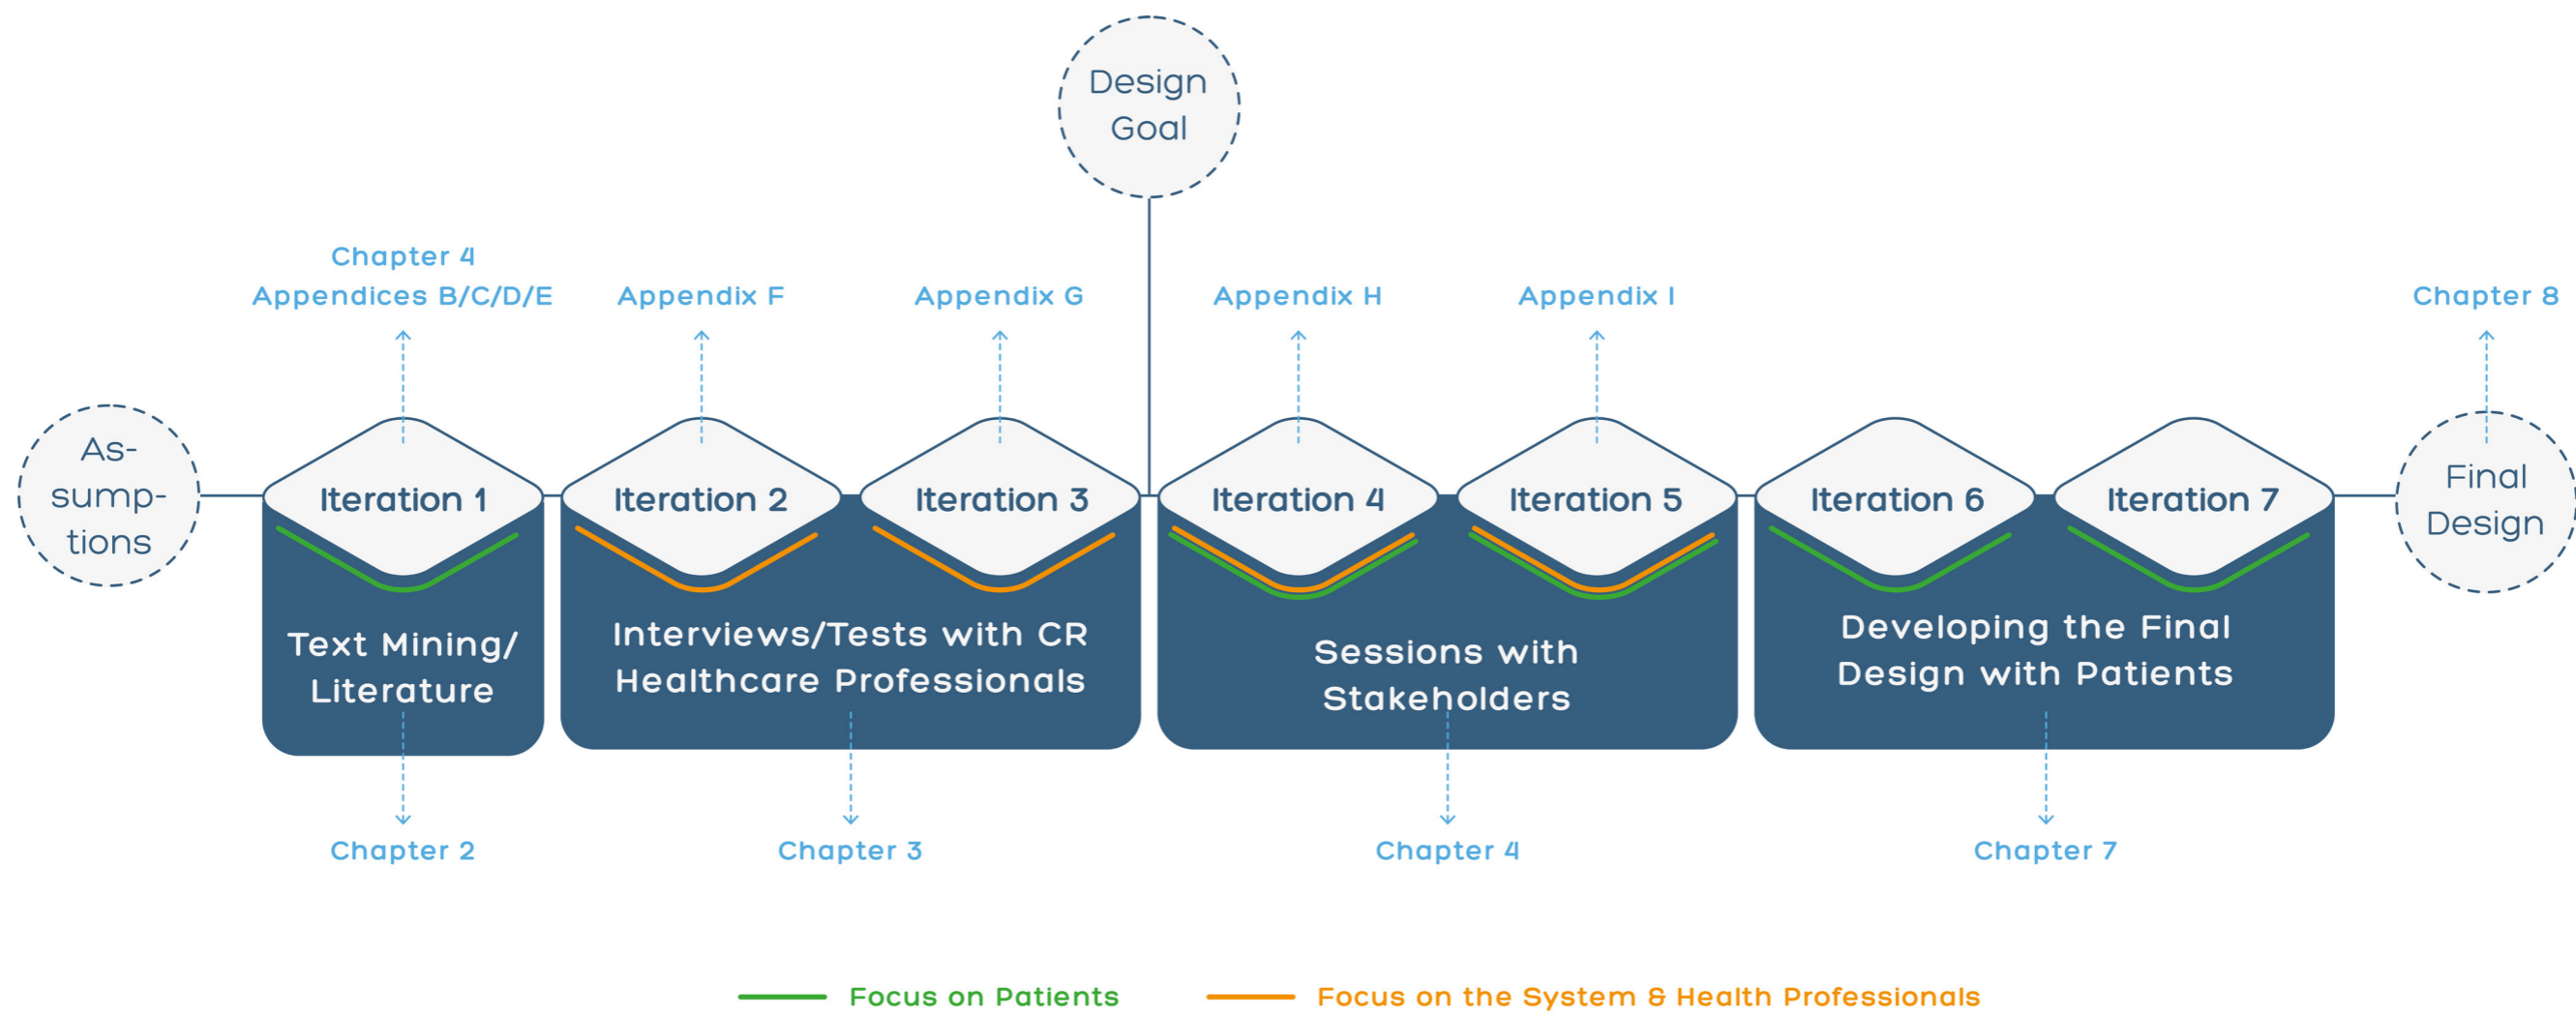 Design
Goal
Chapter 4
Appendices B/C/D/E
Appendix F
Appendix G
Appendix H
Appendix I
Chapter 8
As-
sump-
tions
Iteration 1
Iteration 2
Iteration 3
Iteration 4
Iteration 5
Iteration 6
Iteration 7
Final
Design
Text Mining/
Literature
Interviews/Tests with CR
Healthcare Professionals
Sessions with
Stakeholders
Developing the Final
Design with Patients
Chapter 2
Chapter 3
Chapter 4
Chapter 7
Focus on Patients
Focus on the System & Health Professionals